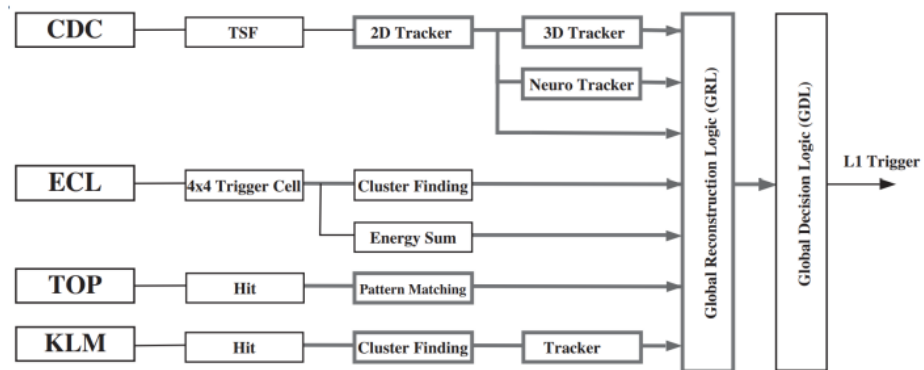 CDC
TSF
2D Tracker
3D Tracker
Neuro Tracker
ECL
4x4 Trigger Cell
Cluster Finding
Energy Sum
TOP
Hit
Pattern Matching
KLM
Hit
Cluster Finding
Tracker
Global Reconstruction Logic (GRL)
Global Decision Logic (GDL)
L1 Trigger